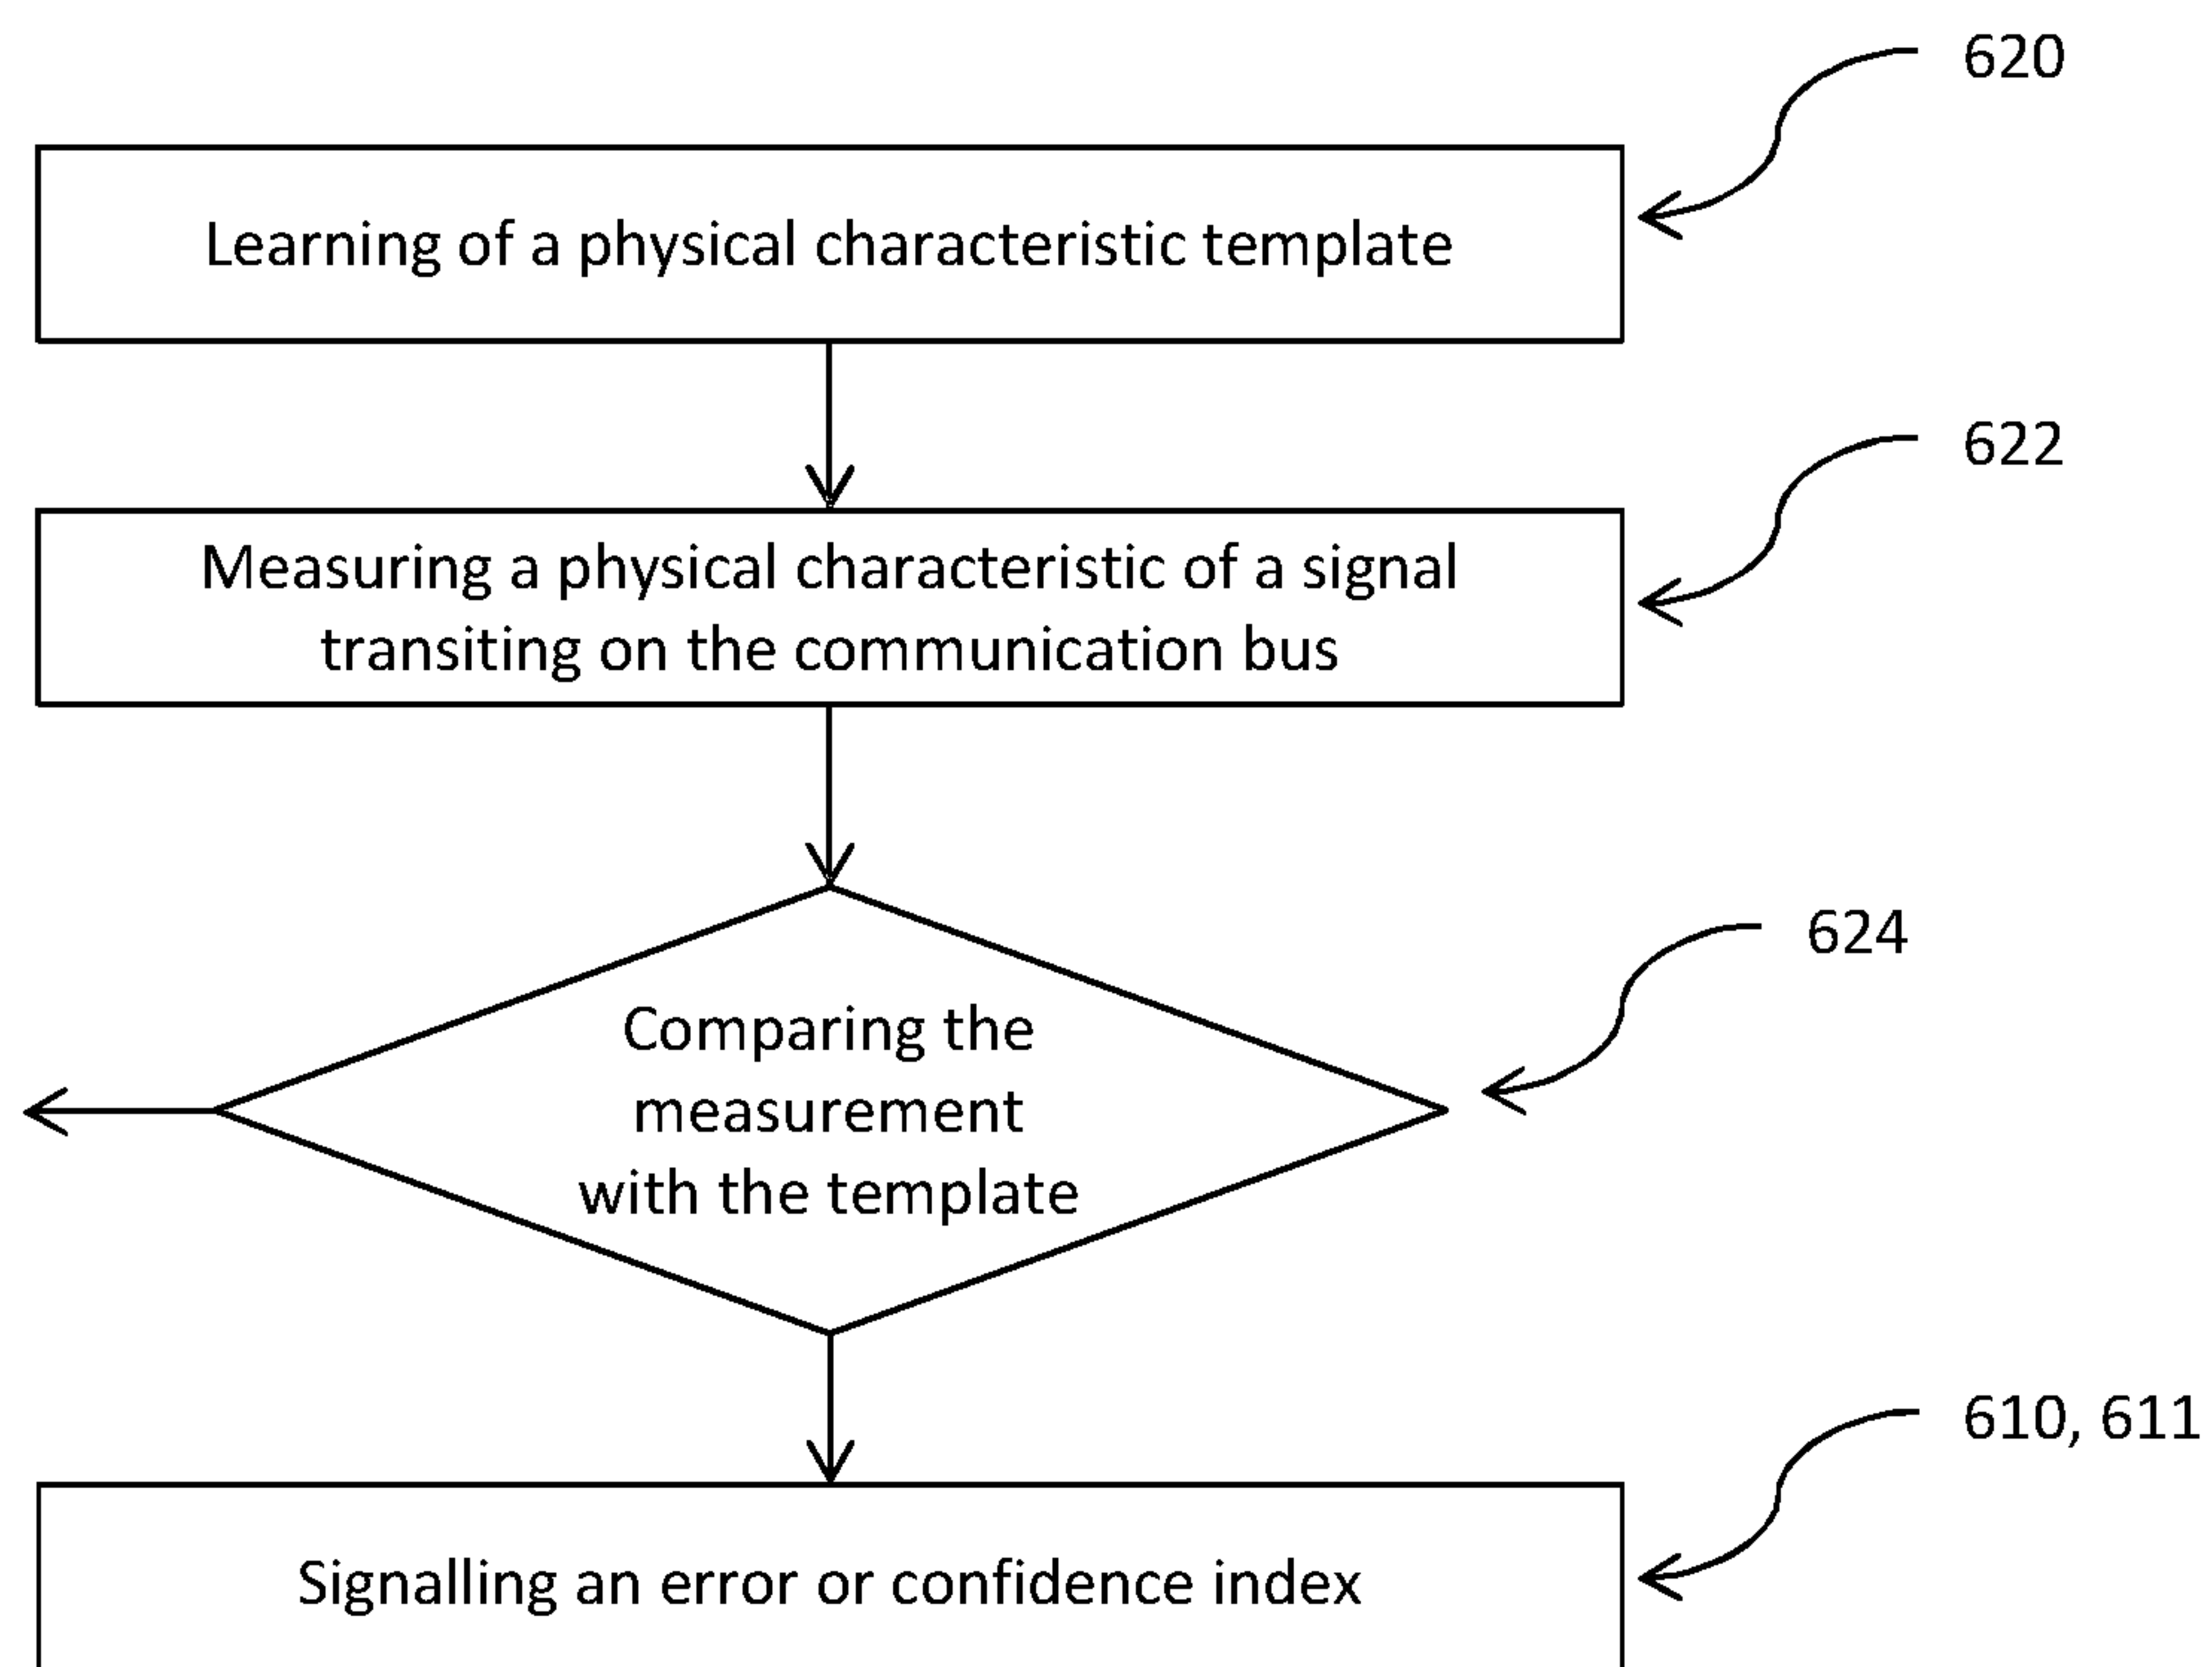 620
Learning of a physical characteristic template
622
Measuring a physical characteristic of a signal
transiting on the communication bus
624
Comparing the
measurement
with the template
610, 611
Signalling an error or confidence index